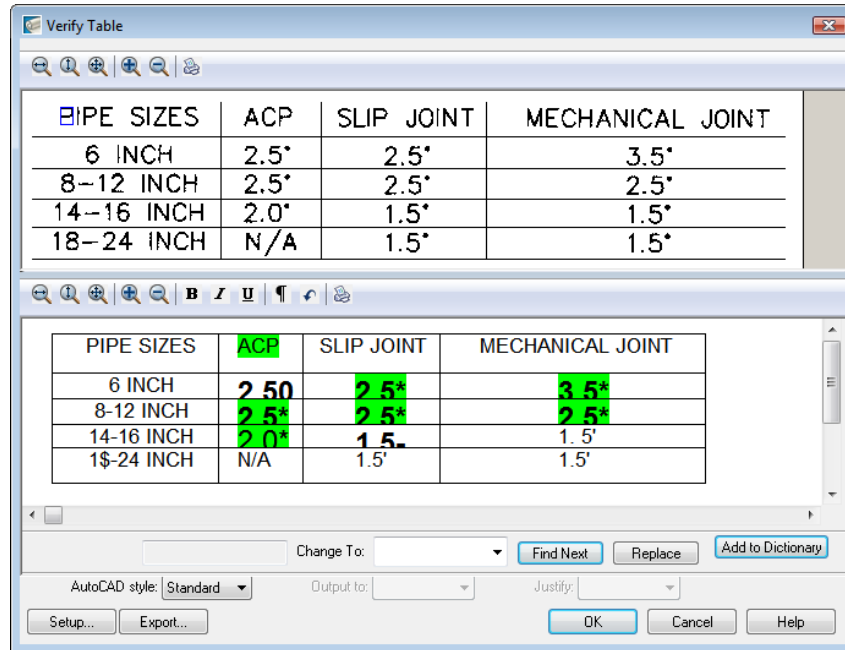 Verify Table
PIPE SIZES ACP SLIP JOINT MECHANICAL JOINT
6 INCH 2.5° 2.5° 3.5°
8-12 INCH 2.5° 2.5° 2.5°
14-16 INCH 2.0° 1.5° 1.5°
18-24 INCH N/A 1.5° 1.5°
B I U ¶
PIPE SIZES ACP SLIP JOINT MECHANICAL JOINT
6 INCH 2.50 2.5* 3.5*
8-12 INCH 2.5* 2.5* 2.5*
14-16 INCH 2.0* 1.5- 1. 5'
1$-24 INCH N/A 1.5' 1.5'
Change To: Find Next Replace Add to Dictionary
AutoCAD style: Standard Output to: Justify:
Setup... Export... OK Cancel Help